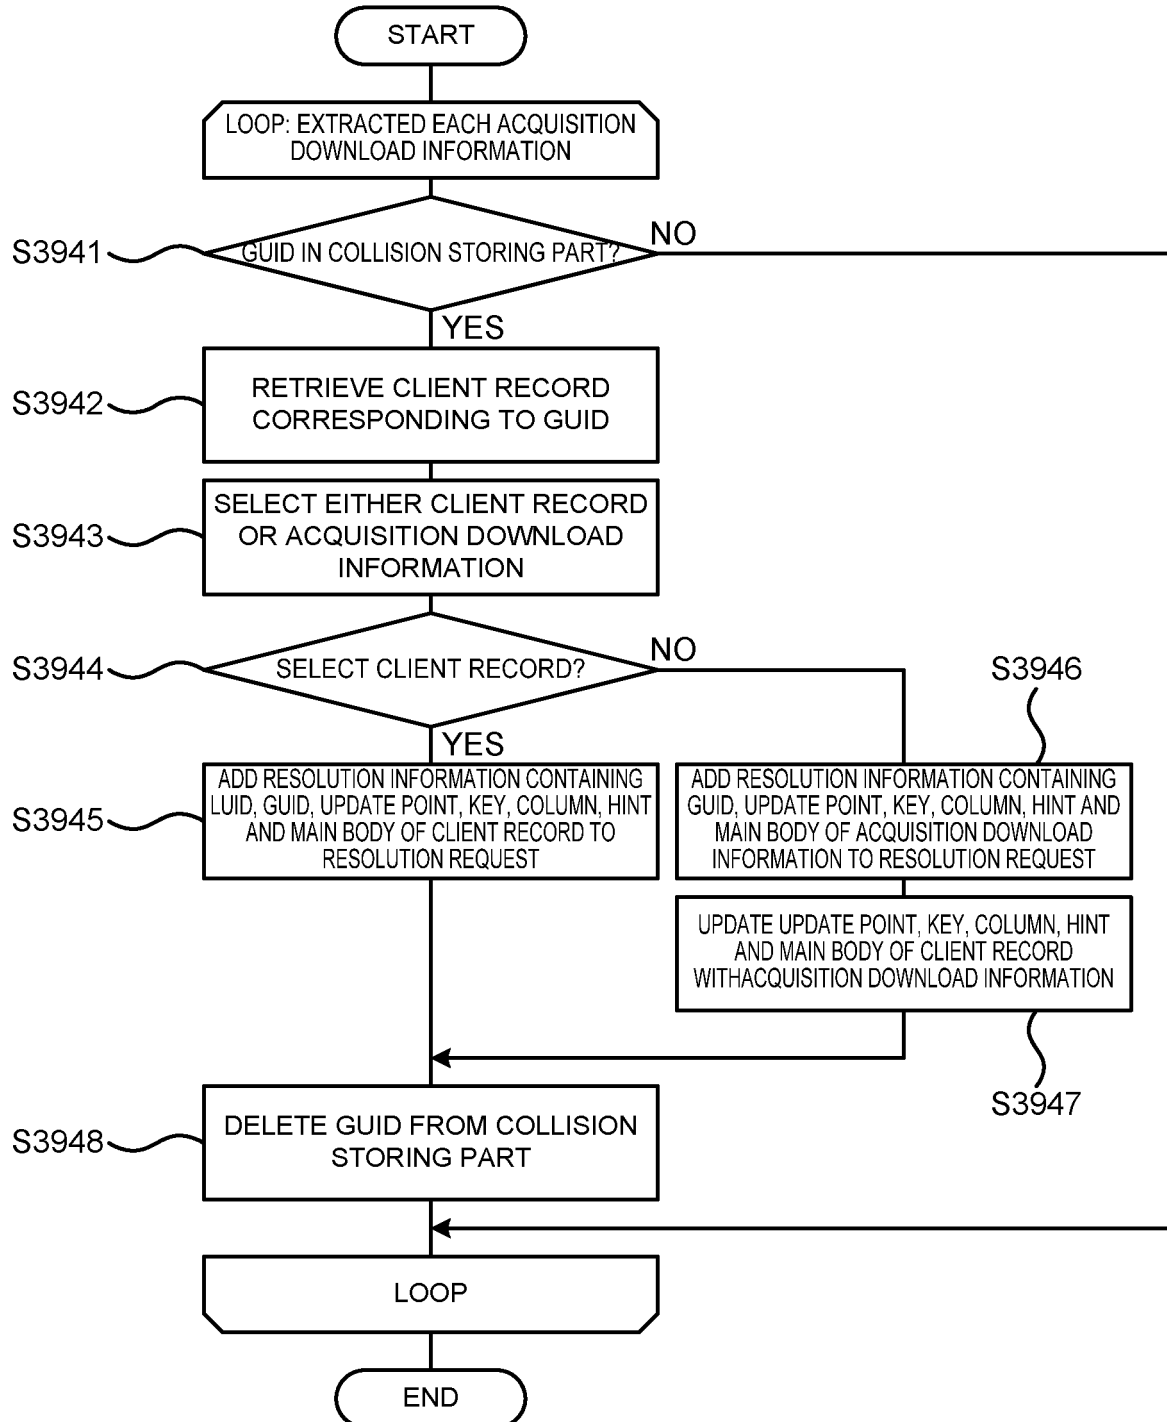 START
LOOP: EXTRACTED EACH ACQUISITION
DOWNLOAD INFORMATION
S3941
GUID IN COLLISION STORING PART?
NO
YES
S3942
RETRIEVE CLIENT RECORD
CORRESPONDING TO GUID
S3943
SELECT EITHER CLIENT RECORD
OR ACQUISITION DOWNLOAD
INFORMATION
S3944
SELECT CLIENT RECORD?
NO
YES
S3945
ADD RESOLUTION INFORMATION CONTAINING
LUID, GUID, UPDATE POINT, KEY, COLUMN, HINT
AND MAIN BODY OF CLIENT RECORD TO
RESOLUTION REQUEST
S3946
ADD RESOLUTION INFORMATION CONTAINING
GUID, UPDATE POINT, KEY, COLUMN, HINT AND
MAIN BODY OF ACQUISITION DOWNLOAD
INFORMATION TO RESOLUTION REQUEST
UPDATE UPDATE POINT, KEY, COLUMN, HINT
AND MAIN BODY OF CLIENT RECORD
WITHACQUISITION DOWNLOAD INFORMATION
S3947
S3948
DELETE GUID FROM COLLISION
STORING PART
LOOP
END